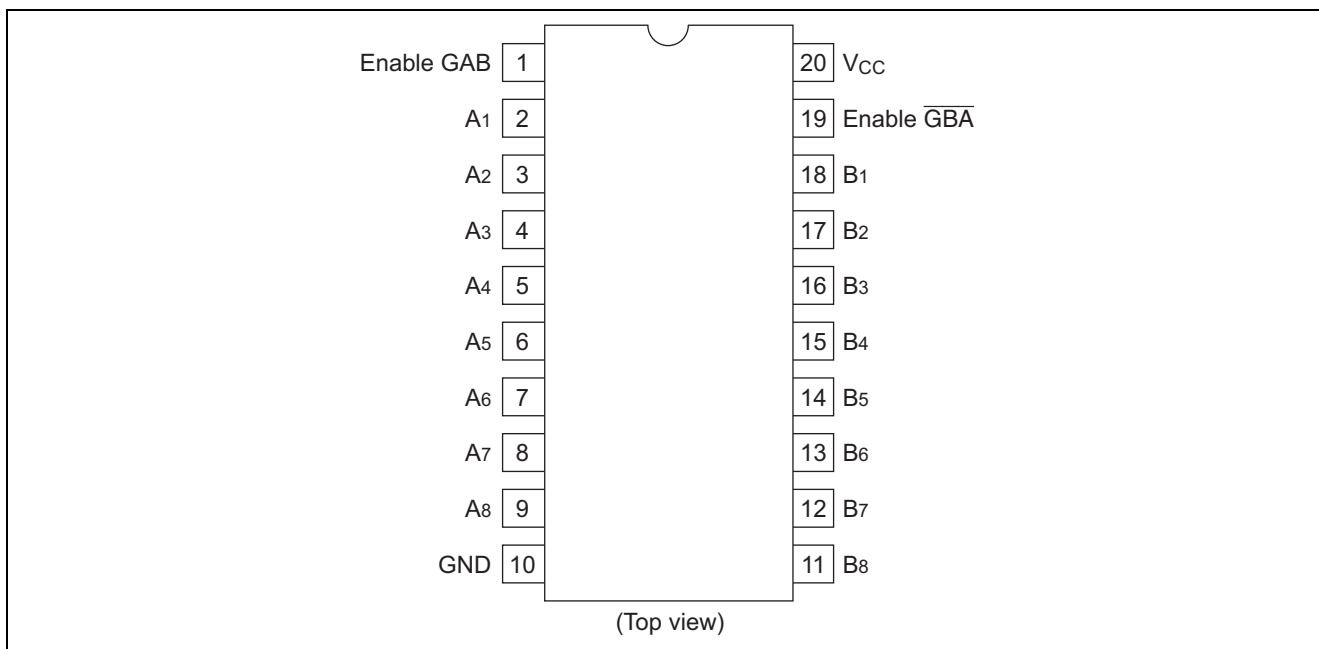 Enable GAB 1 20 VCC
A1 2 19 Enable G̅B̅A̅
A2 3 18 B1
A3 4 17 B2
A4 5 16 B3
A5 6 15 B4
A6 7 14 B5
A7 8 13 B6
A8 9 12 B7
GND 10 11 B8
(Top view)